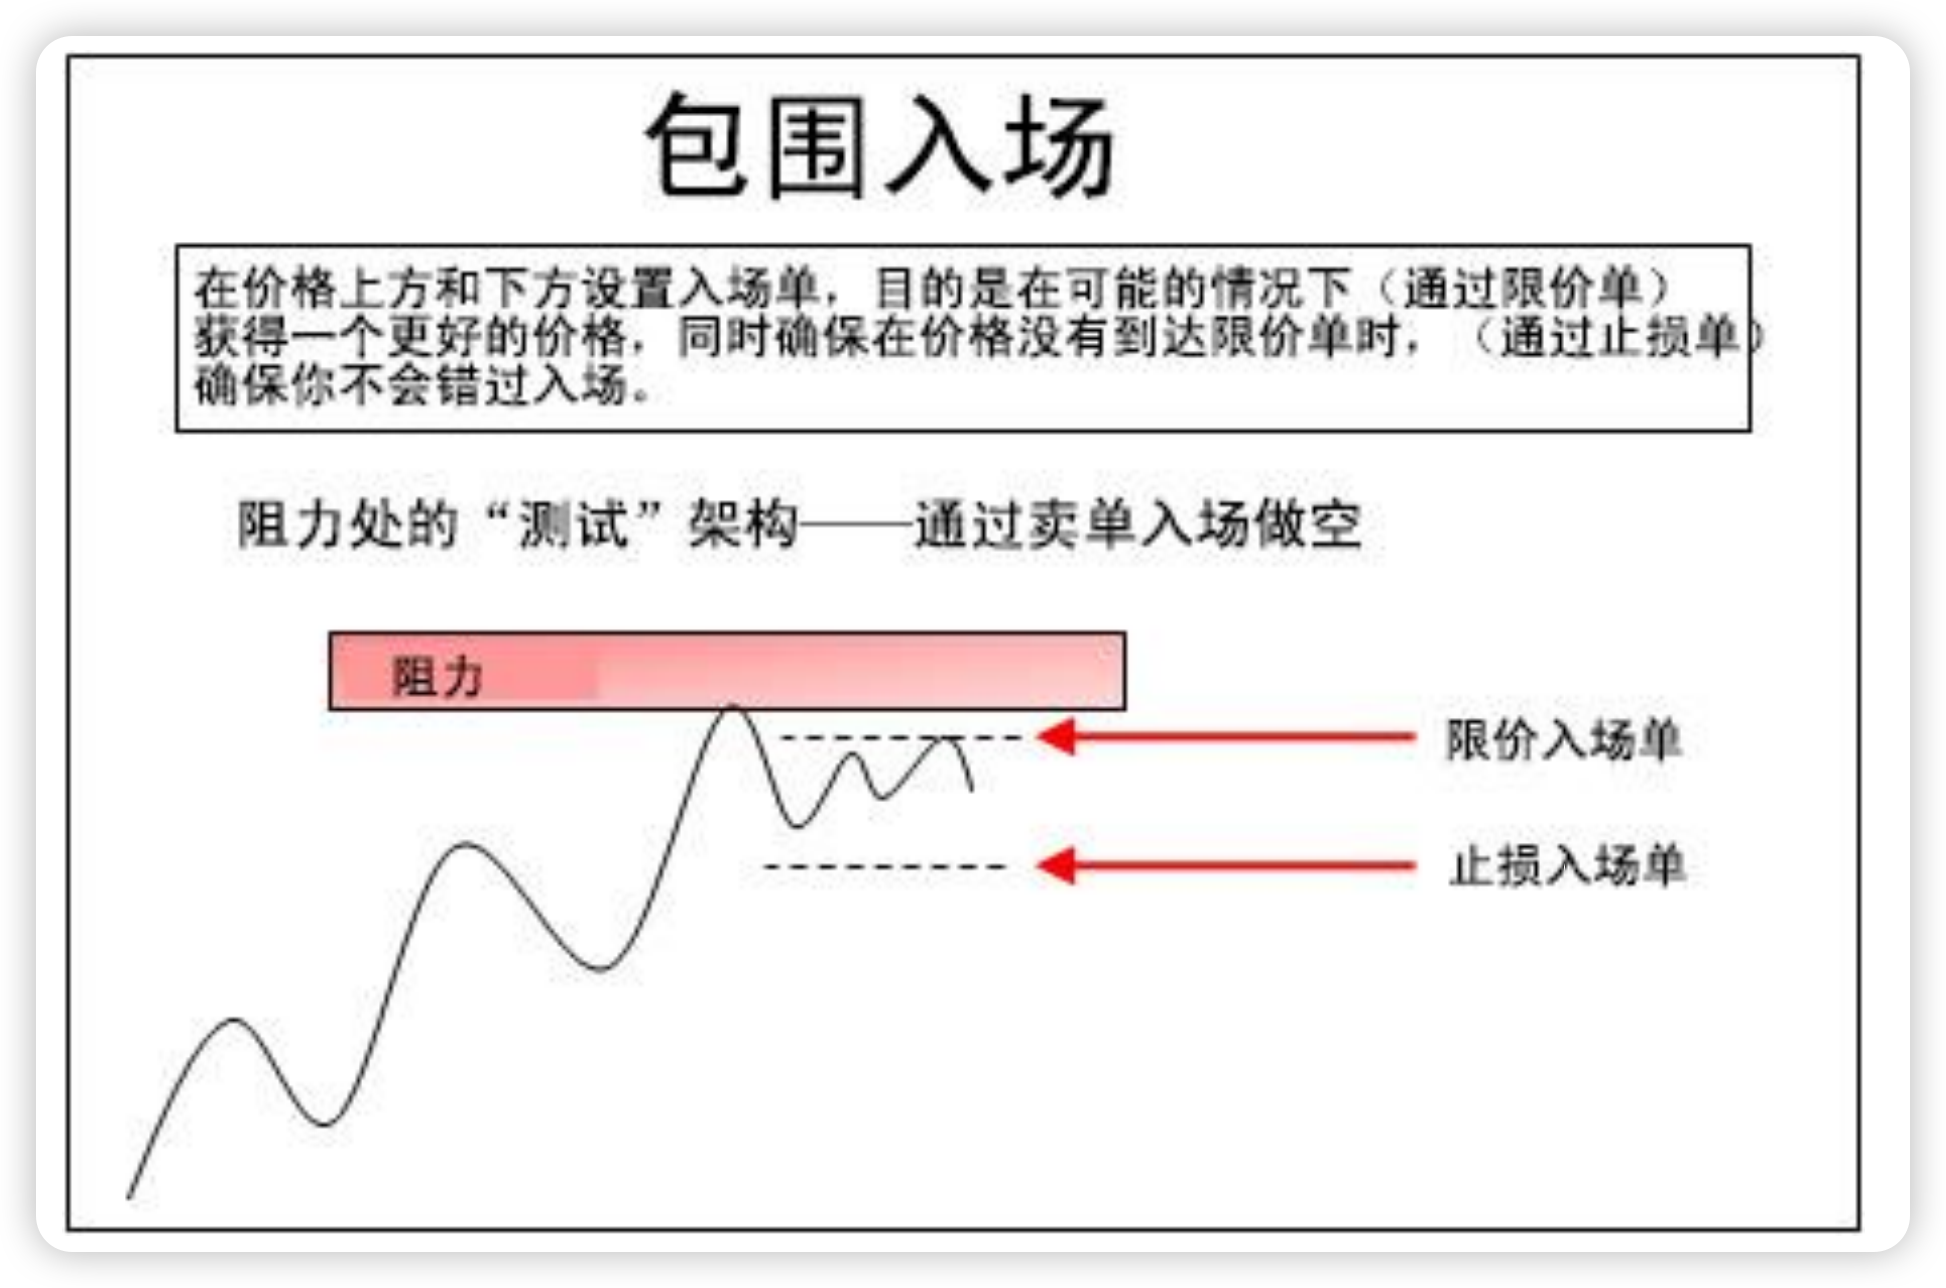 包围入场
在价格上方和下方设置入场单，目的是在可能的情况下（通过限价单）
获得一个更好的价格，同时确保在价格没有到达限价单时，（通过止损单）
确保你不会错过入场。
阻力处的“测试”架构——通过卖单入场做空
阻力
限价入场单
止损入场单